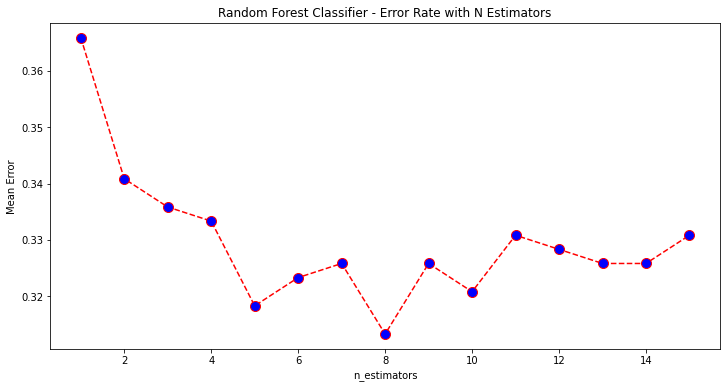 Random Forest Classifier - Error Rate with N Estimators
0.36
0.35
0.34
0.33
0.32
Mean Error
2 4 6 8 10 12 14
n_estimators